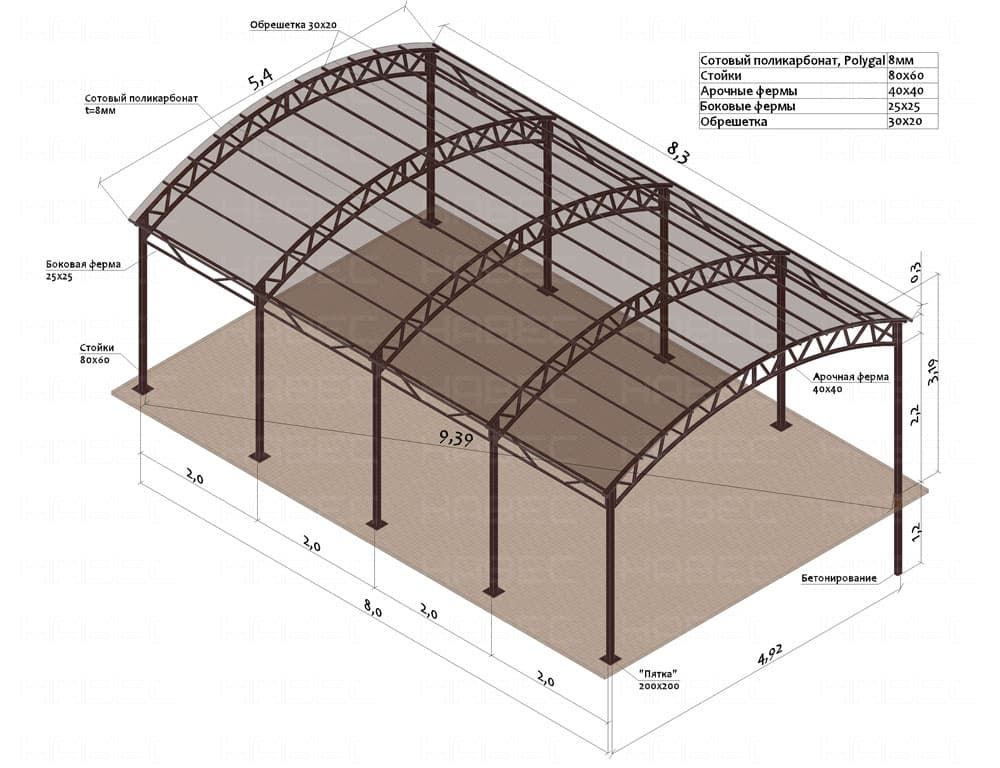 Обрешетка 30х20
5,4
Сотовый поликарбонат
t=8мм
Сотовый поликарбонат, Polygal 8мм
Стойки 80х60
Арочные фермы 40х40
Боковые фермы 25х25
Обрешетка 30х20
8,3
Боковая ферма
25х25
0,3
Стойки
80х60
Арочная ферма
40х40
3,19
2,2
9,39
2,0
1,2
2,0
Бетонирование
8,0
2,0
4,92
2,0
"Пятка"
200х200
НАВЕС